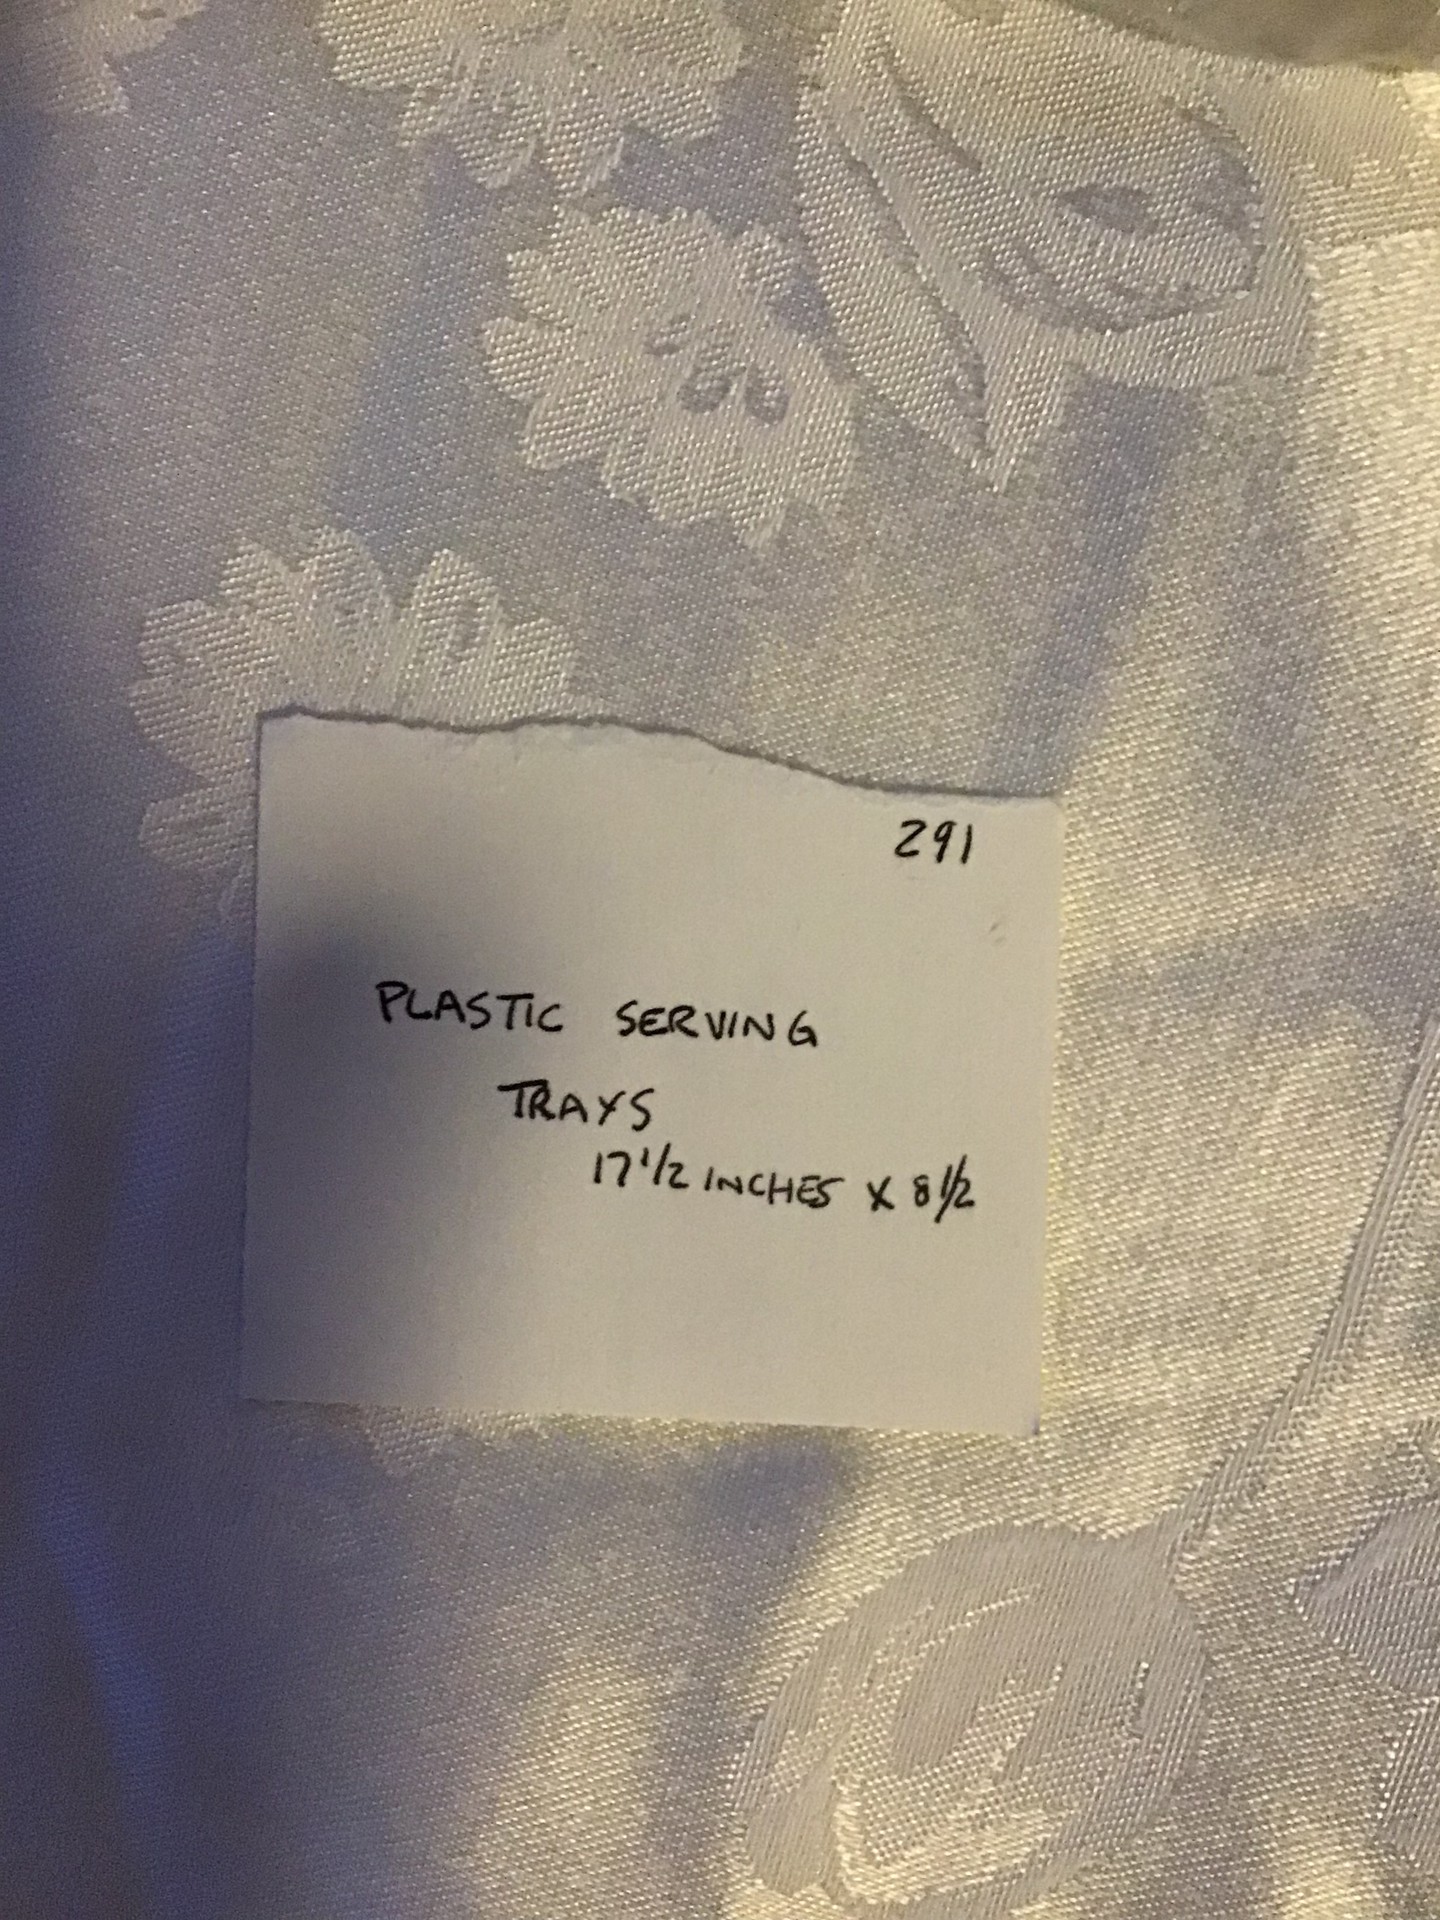 291
PLASTIC SERVING
TRAYS
17 1/2 INCHES X 8 1/2